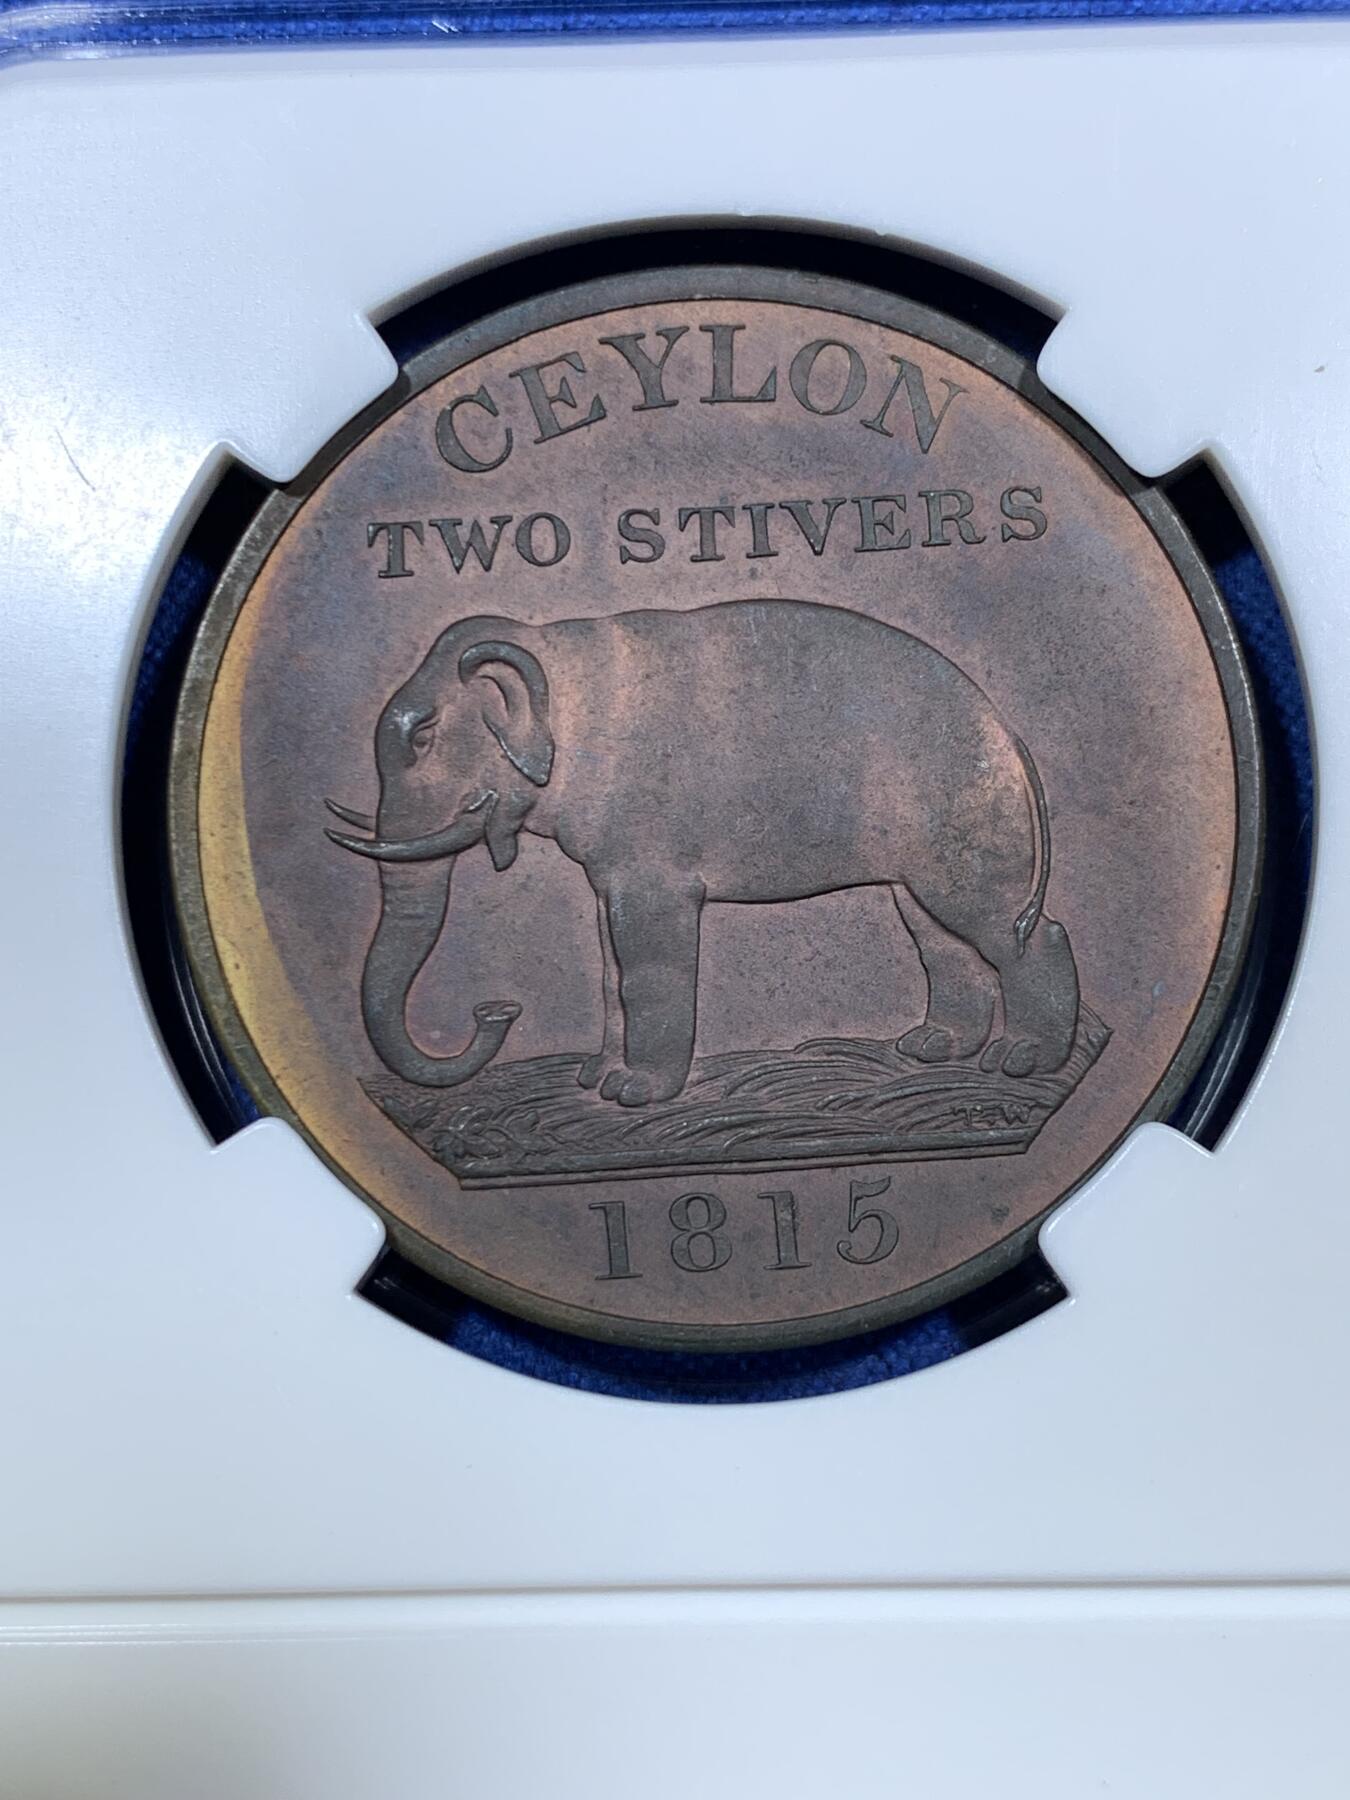 CEYLON
TWO STIVERS
T.W
1815